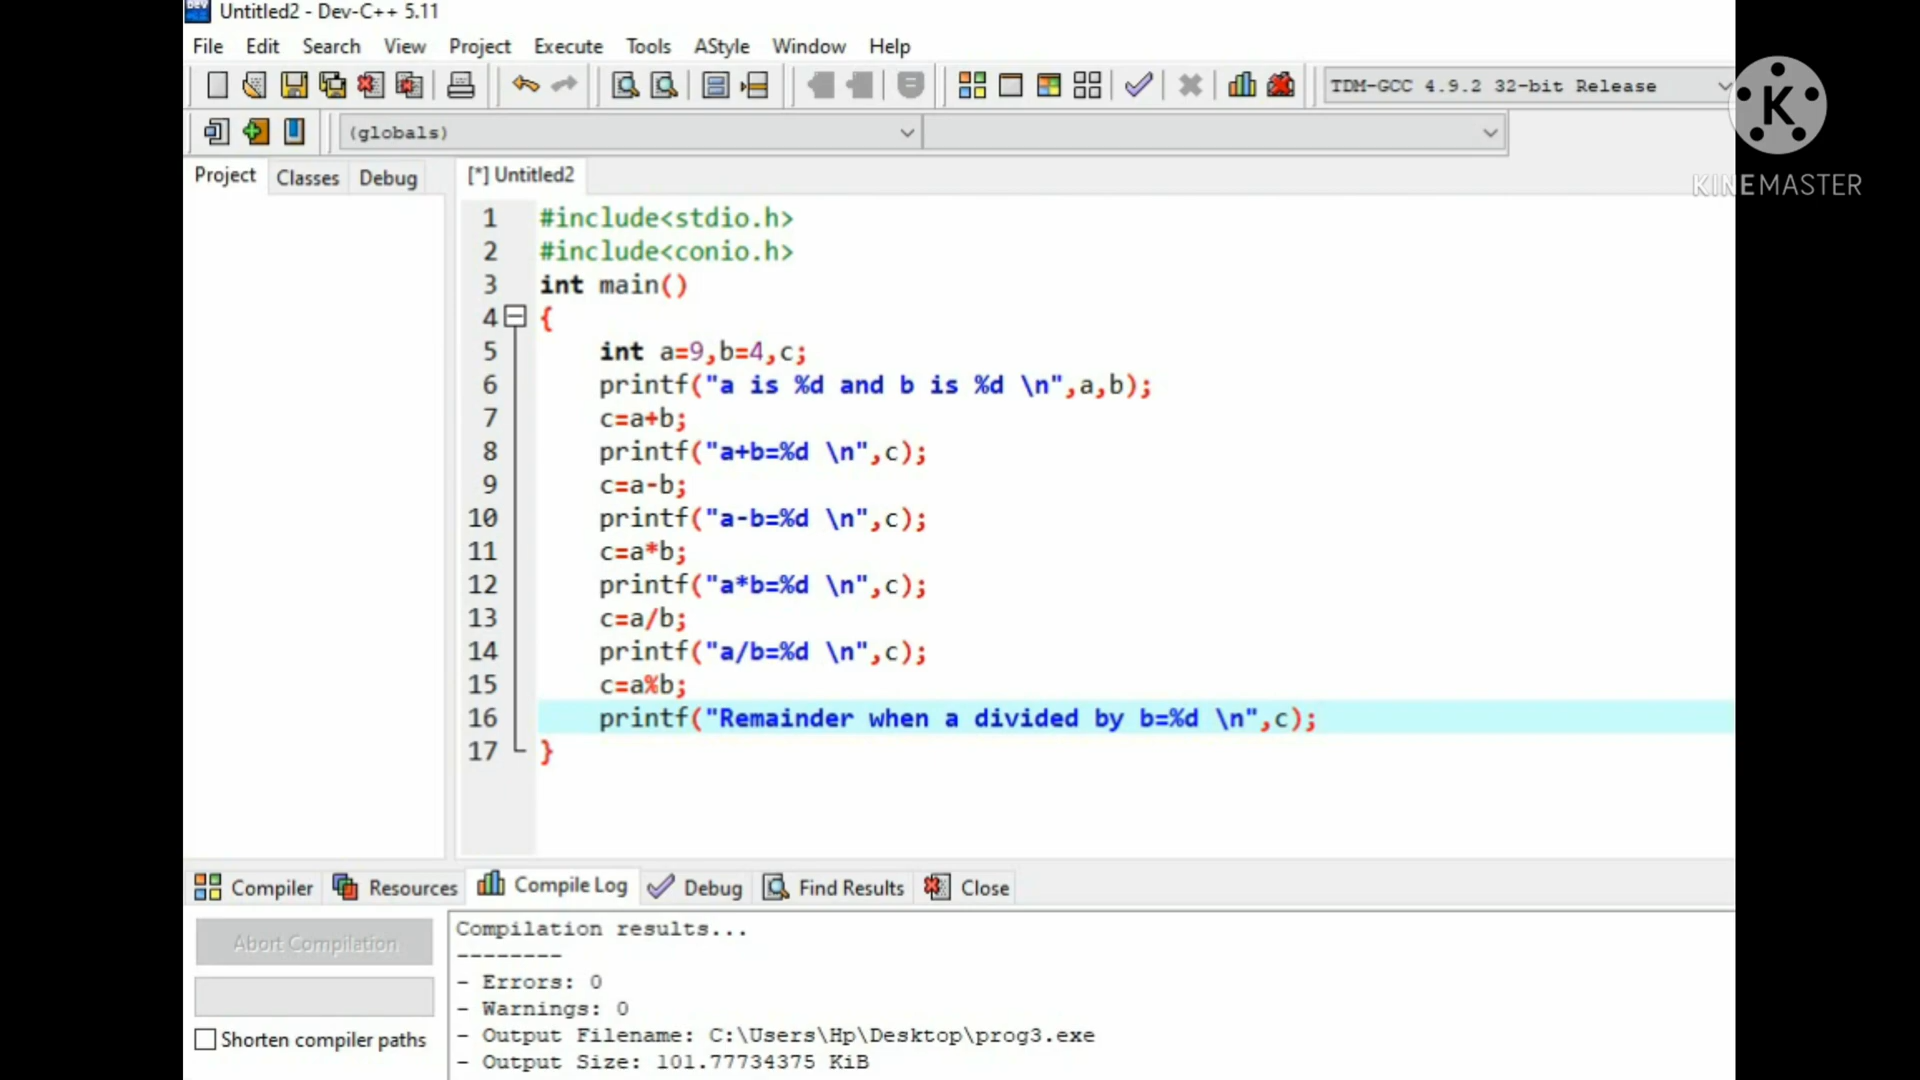 Untitled2 - Dev-C++ 5.11
File Edit Search View Project Execute Tools AStyle Window Help
TDM-GCC 4.9.2 32-bit Release
(globals)
K
KINEMASTER
Project Classes Debug [*] Untitled2
1 #include<stdio.h>
2 #include<conio.h>
3 int main()
4 {
5 int a=9,b=4,c;
6 printf("a is %d and b is %d \n",a,b);
7 c=a+b;
8 printf("a+b=%d \n",c);
9 c=a-b;
10 printf("a-b=%d \n",c);
11 c=a*b;
12 printf("a*b=%d \n",c);
13 c=a/b;
14 printf("a/b=%d \n",c);
15 c=a%b;
16 printf("Remainder when a divided by b=%d \n",c);
17 }
Compiler Resources Compile Log Debug Find Results Close
Abort Compilation
Shorten compiler paths
Compilation results...
--------
- Errors: 0
- Warnings: 0
- Output Filename: C:\Users\Hp\Desktop\prog3.exe
- Output Size: 101.77734375 KiB